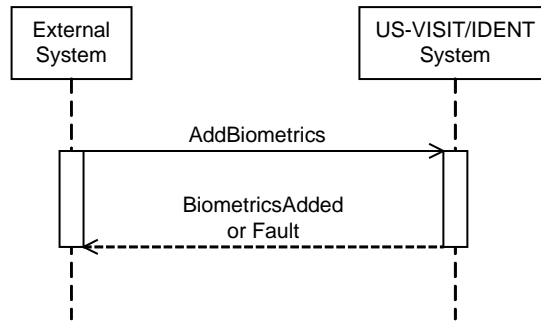 External
System
US-VISIT/IDENT
System
AddBiometrics
BiometricsAdded
or Fault